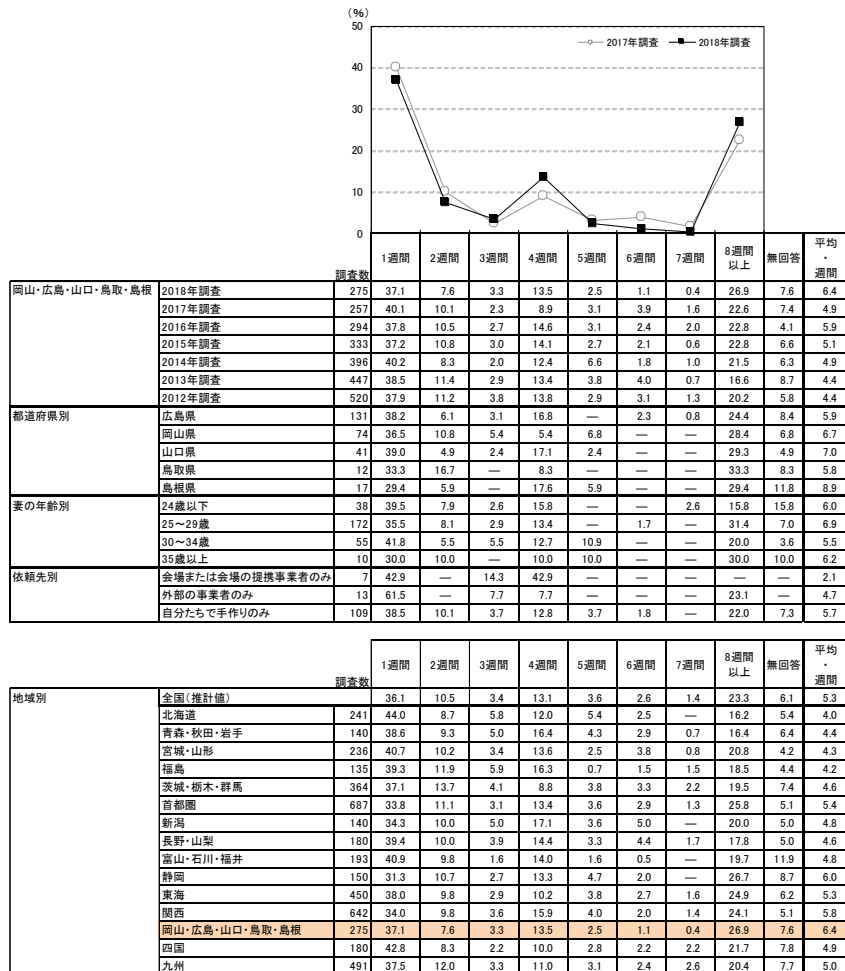 （％）
50
40
30
20
10
0
2017年調査 2018年調査
調査数 1週間 2週間 3週間 4週間 5週間 6週間 7週間 8週間以上 無回答 平均・週間
岡山・広島・山口・鳥取・島根 2018年調査 275 37.1 7.6 3.3 13.5 2.5 1.1 0.4 26.9 7.6 6.4
2017年調査 257 40.1 10.1 2.3 8.9 3.1 3.9 1.6 22.6 7.4 4.9
2016年調査 294 37.8 10.5 2.7 14.6 3.1 2.4 2.0 22.8 4.1 5.9
2015年調査 333 37.2 10.8 3.0 14.1 2.7 2.1 0.6 22.8 6.6 5.1
2014年調査 396 40.2 8.3 2.0 12.4 6.6 1.8 1.0 21.5 6.3 4.9
2013年調査 447 38.5 11.4 2.9 13.4 3.8 4.0 0.7 16.6 8.7 4.4
2012年調査 520 37.9 11.2 3.8 13.8 2.9 3.1 1.3 20.2 5.8 4.4
都道府県別 広島県 131 38.2 6.1 3.1 16.8 ― 2.3 0.8 24.4 8.4 5.9
岡山県 74 36.5 10.8 5.4 5.4 6.8 ― ― 28.4 6.8 6.7
山口県 41 39.0 4.9 2.4 17.1 2.4 ― ― 29.3 4.9 7.0
鳥取県 12 33.3 16.7 ― 8.3 ― ― ― 33.3 8.3 5.8
島根県 17 29.4 5.9 ― 17.6 5.9 ― ― 29.4 11.8 8.9
妻の年齢別 24歳以下 38 39.5 7.9 2.6 15.8 ― ― 2.6 15.8 15.8 6.0
25～29歳 172 35.5 8.1 2.9 13.4 ― 1.7 ― 31.4 7.0 6.9
30～34歳 55 41.8 5.5 5.5 12.7 10.9 ― ― 20.0 3.6 5.5
35歳以上 10 30.0 10.0 ― 10.0 10.0 ― ― 30.0 10.0 6.2
依頼先別 会場または会場の提携事業者のみ 7 42.9 ― 14.3 42.9 ― ― ― ― ― 2.1
外部の事業者のみ 13 61.5 ― 7.7 7.7 ― ― ― 23.1 ― 4.7
自分たちで手作りのみ 109 38.5 10.1 3.7 12.8 3.7 1.8 ― 22.0 7.3 5.7
調査数 1週間 2週間 3週間 4週間 5週間 6週間 7週間 8週間以上 無回答 平均・週間
地域別 全国（推計値） 36.1 10.5 3.4 13.1 3.6 2.6 1.4 23.3 6.1 5.3
北海道 241 44.0 8.7 5.8 12.0 5.4 2.5 ― 16.2 5.4 4.0
青森・秋田・岩手 140 38.6 9.3 5.0 16.4 4.3 2.9 0.7 16.4 6.4 4.4
宮城・山形 236 40.7 10.2 3.4 13.6 2.5 3.8 0.8 20.8 4.2 4.3
福島 135 39.3 11.9 5.9 16.3 0.7 1.5 1.5 18.5 4.4 4.2
茨城・栃木・群馬 364 37.1 13.7 4.1 8.8 3.8 3.3 2.2 19.5 7.4 4.6
首都圏 687 33.8 11.1 3.1 13.4 3.6 2.9 1.3 25.8 5.1 5.4
新潟 140 34.3 10.0 5.0 17.1 3.6 5.0 ― 20.0 5.0 4.8
長野・山梨 180 39.4 10.0 3.9 14.4 3.3 4.4 1.7 17.8 5.0 4.6
富山・石川・福井 193 40.9 9.8 1.6 14.0 1.6 0.5 ― 19.7 11.9 4.8
静岡 150 31.3 10.7 2.7 13.3 4.7 2.0 ― 26.7 8.7 6.0
東海 450 38.0 9.8 2.9 10.2 3.8 2.7 1.6 24.9 6.2 5.3
関西 642 34.0 9.8 3.6 15.9 4.0 2.0 1.4 24.1 5.1 5.8
岡山・広島・山口・鳥取・島根 275 37.1 7.6 3.3 13.5 2.5 1.1 0.4 26.9 7.6 6.4
四国 180 42.8 8.3 2.2 10.0 2.8 2.2 2.2 21.7 7.8 4.9
九州 491 37.5 12.0 3.3 11.0 3.1 2.4 2.6 20.4 7.7 5.0